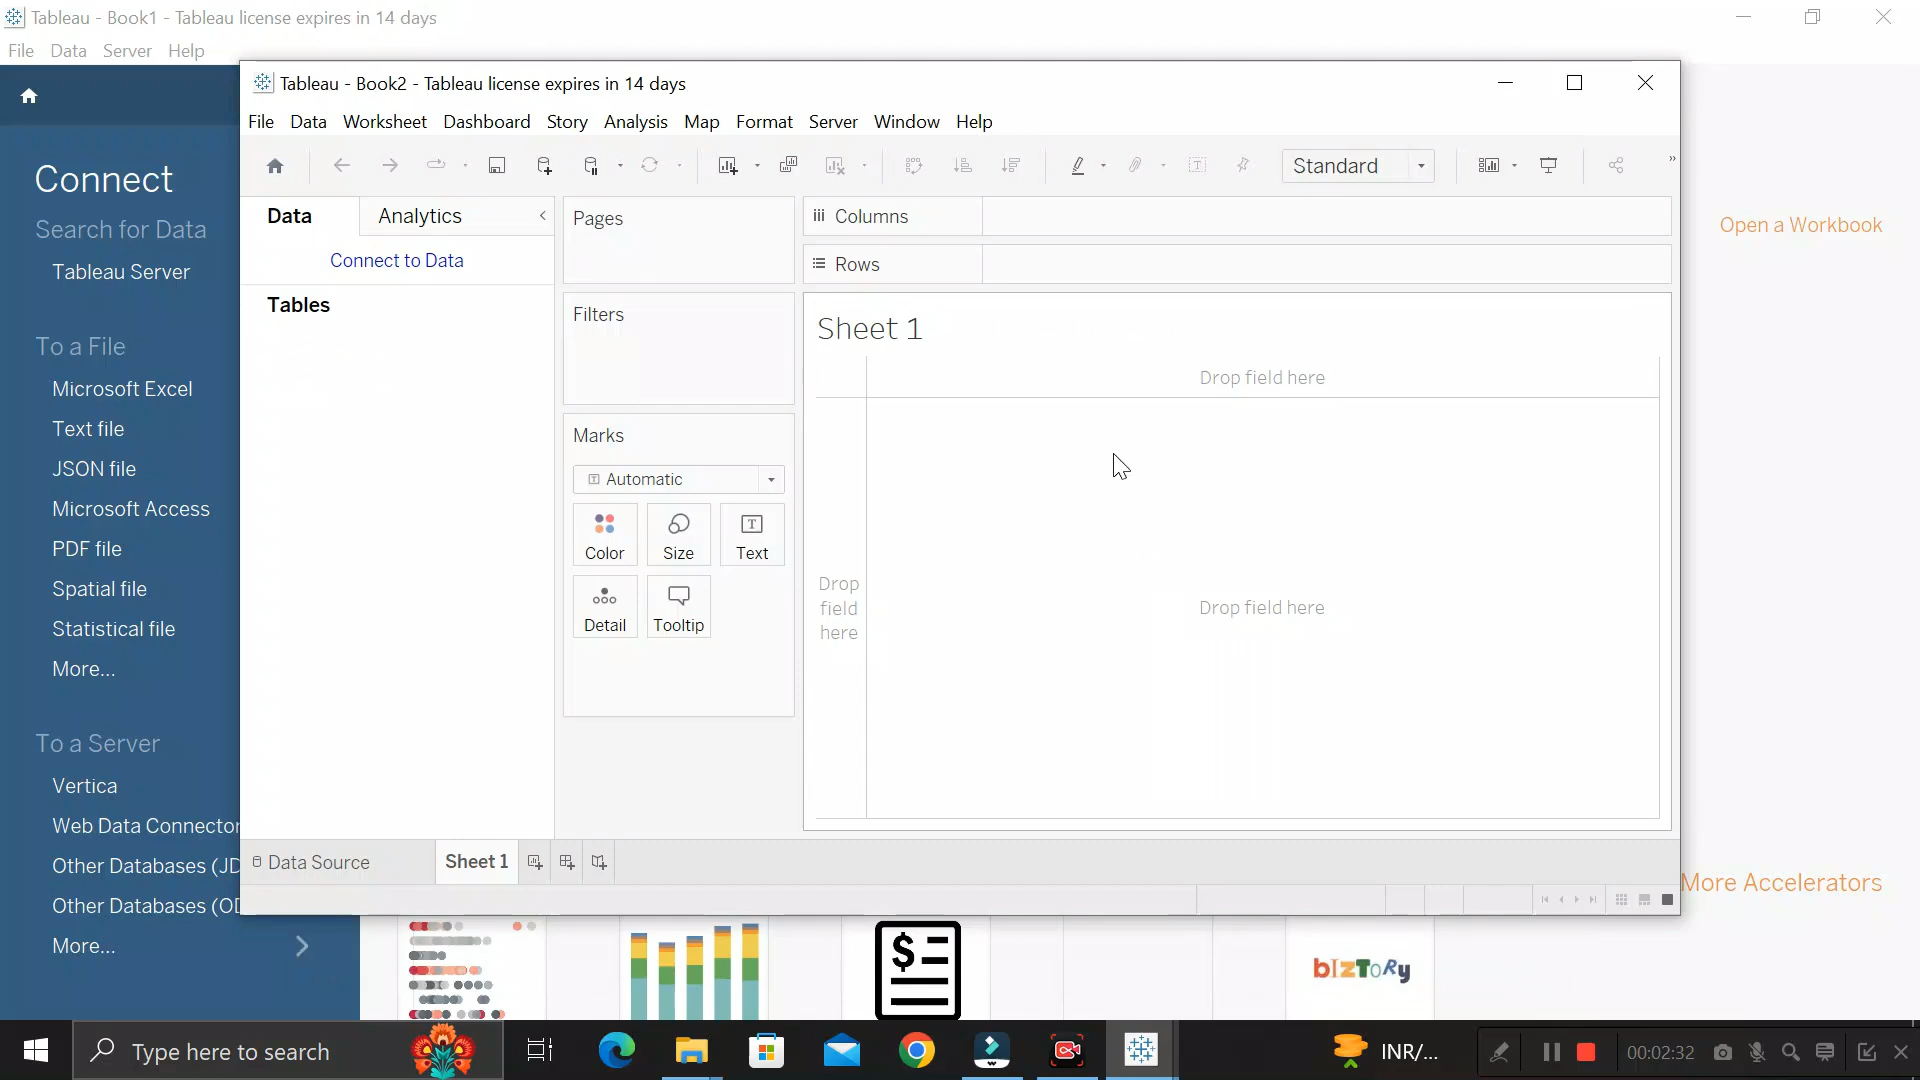 Tableau - Book1 - Tableau license expires in 14 days
File Data Server Help
Connect
Search for Data
Tableau Server
To a File
Microsoft Excel
Text file
JSON file
Microsoft Access
PDF file
Spatial file
Statistical file
More...
To a Server
Vertica
Web Data Connector
Other Databases (JD
Other Databases (OD
More...
Tableau - Book2 - Tableau license expires in 14 days
File Data Worksheet Dashboard Story Analysis Map Format Server Window Help
Standard
Data Analytics
Connect to Data
Tables
Pages
Filters
Marks
Automatic
Color Size Text
Detail Tooltip
Columns
Rows
Sheet 1
Drop field here
Drop
field
here
Drop field here
Data Source Sheet 1
Open a Workbook
More Accelerators
bIZTORy
Type here to search
INR/...
00:02:32